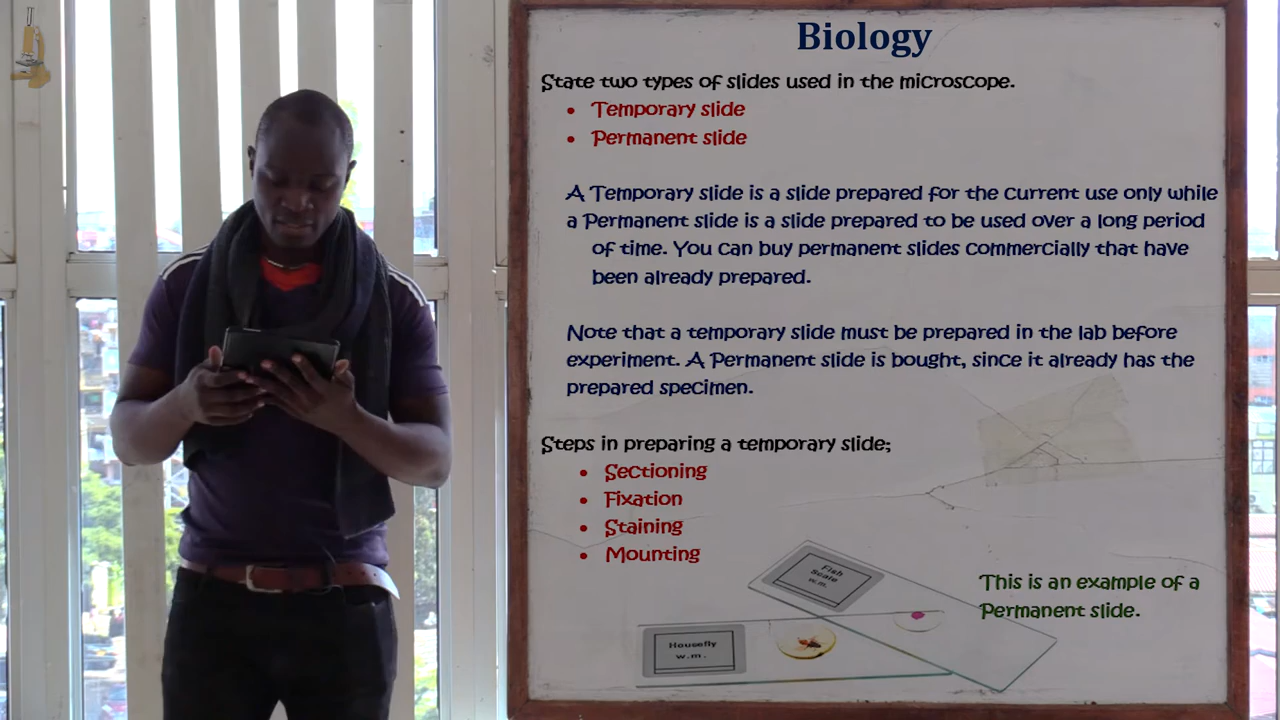 Biology
State two types of slides used in the microscope.
• Temporary slide
• Permanent slide
A Temporary slide is a slide prepared for the current use only while
a Permanent slide is a slide prepared to be used over a long period
of time. You can buy permanent slides commercially that have
been already prepared.
Note that a temporary slide must be prepared in the lab before
experiment. A Permanent slide is bought, since it already has the
prepared specimen.
Steps in preparing a temporary slide;
• Sectioning
• Fixation
• Staining
• Mounting
Fish
Scale
w.m.
This is an example of a
Permanent slide.
Housefly
w.m.